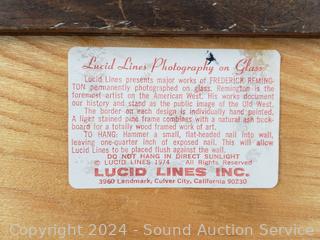 Lucid Lines Photography on Glass
Lucid Lines presents major works of FREDERICK REMING-
TON permanently photographed on glass. Remington is the
foremost artist on the American West. His works document
our history and stand as the public image of the Old West.
The border on each design is individually hand painted.
A light stained pine frame combines with a natural ash back-
board for a totally wood framed work of art.
TO HANG: Hammer a small, flat-headed nail into wall,
leaving one-quarter inch of exposed nail. This will allow
Lucid Lines to be placed flush against the wall.
DO NOT HANG IN DIRECT SUNLIGHT
© LUCID LINES 1974 All Rights Reserved
LUCID LINES INC.
3960 Landmark, Culver City, California 90230
Copyright 2024 - Sound Auction Service